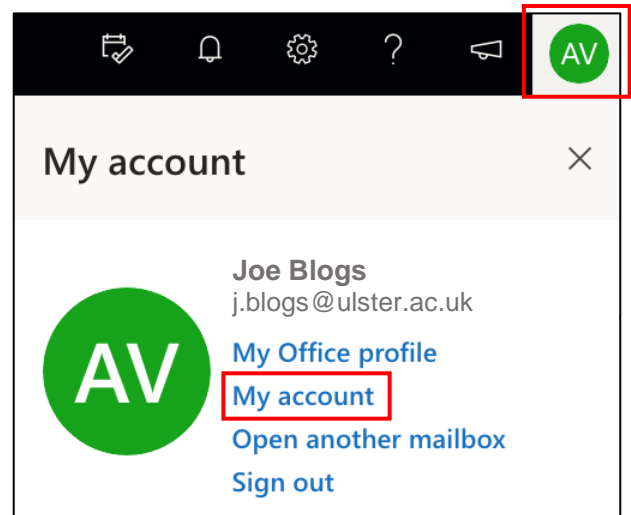 ? AV
My account
Joe Blogs
j.blogs@ulster.ac.uk
AV
My Office profile
My account
Open another mailbox
Sign out